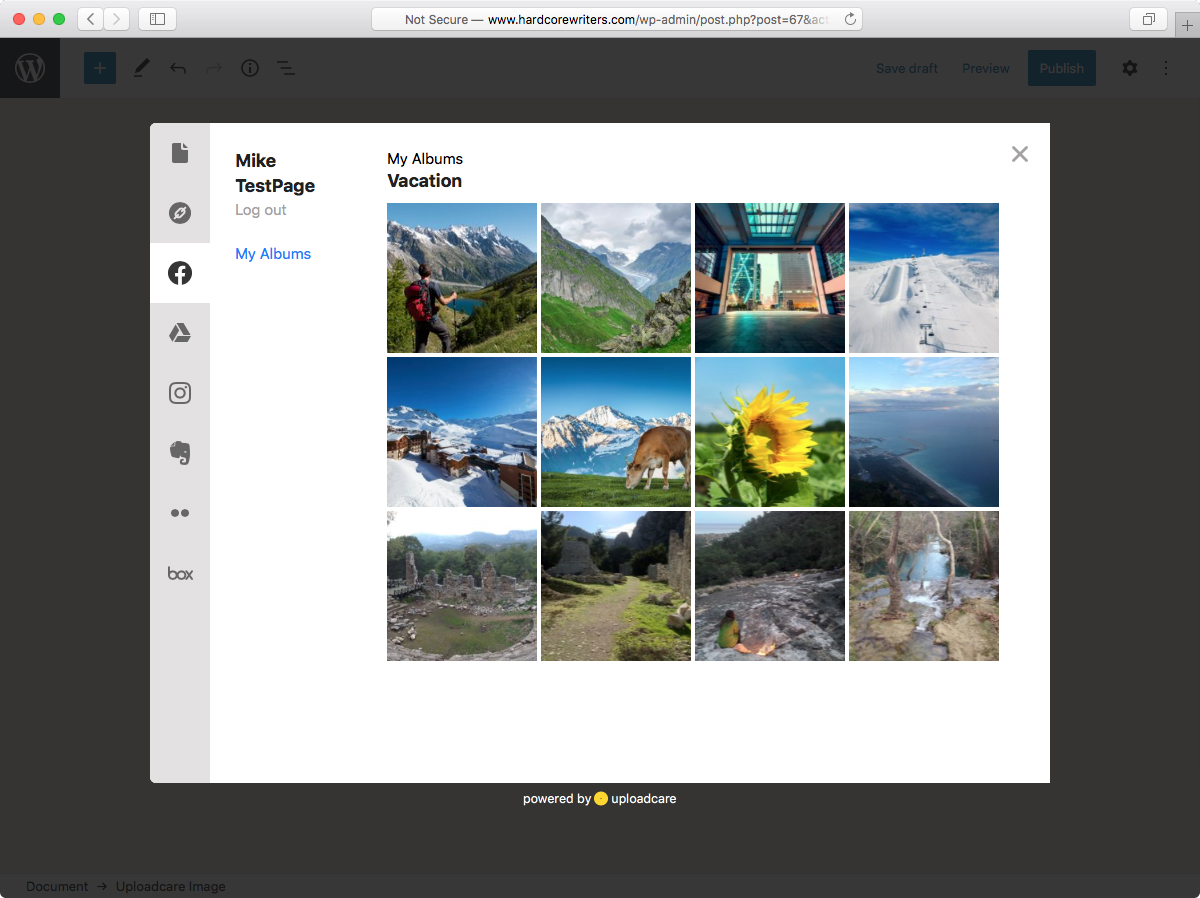 Not Secure — www.hardcorewriters.com/wp-admin/post.php?post=67&ac
Save draft Preview Publish
Mike
TestPage
Log out
My Albums
My Albums
Vacation
box
powered by uploadcare
Document → Uploadcare Image